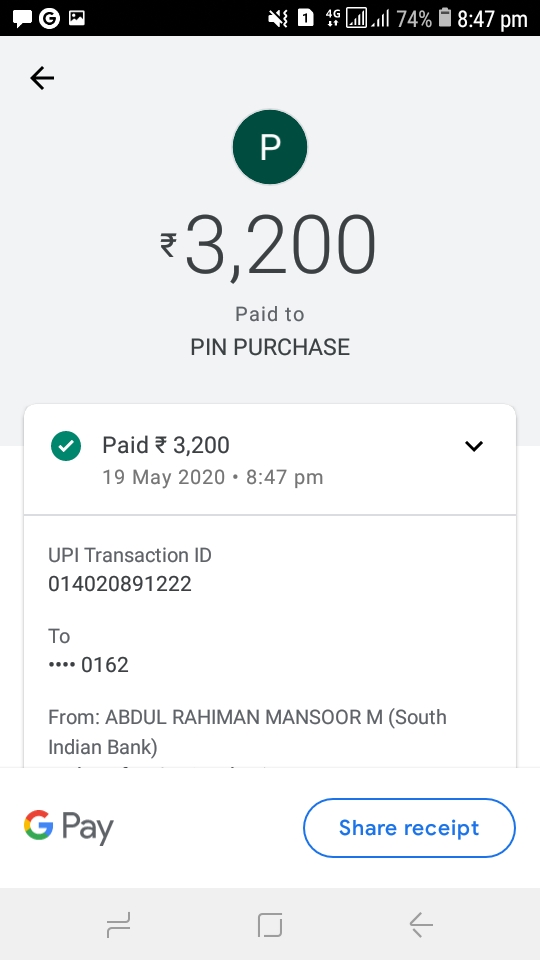 G 1 4G 74% 8:47 pm
P
₹3,200
Paid to
PIN PURCHASE
Paid ₹ 3,200
19 May 2020 • 8:47 pm
UPI Transaction ID
014020891222
To
•••• 0162
From: ABDUL RAHIMAN MANSOOR M (South
Indian Bank)
G Pay
Share receipt